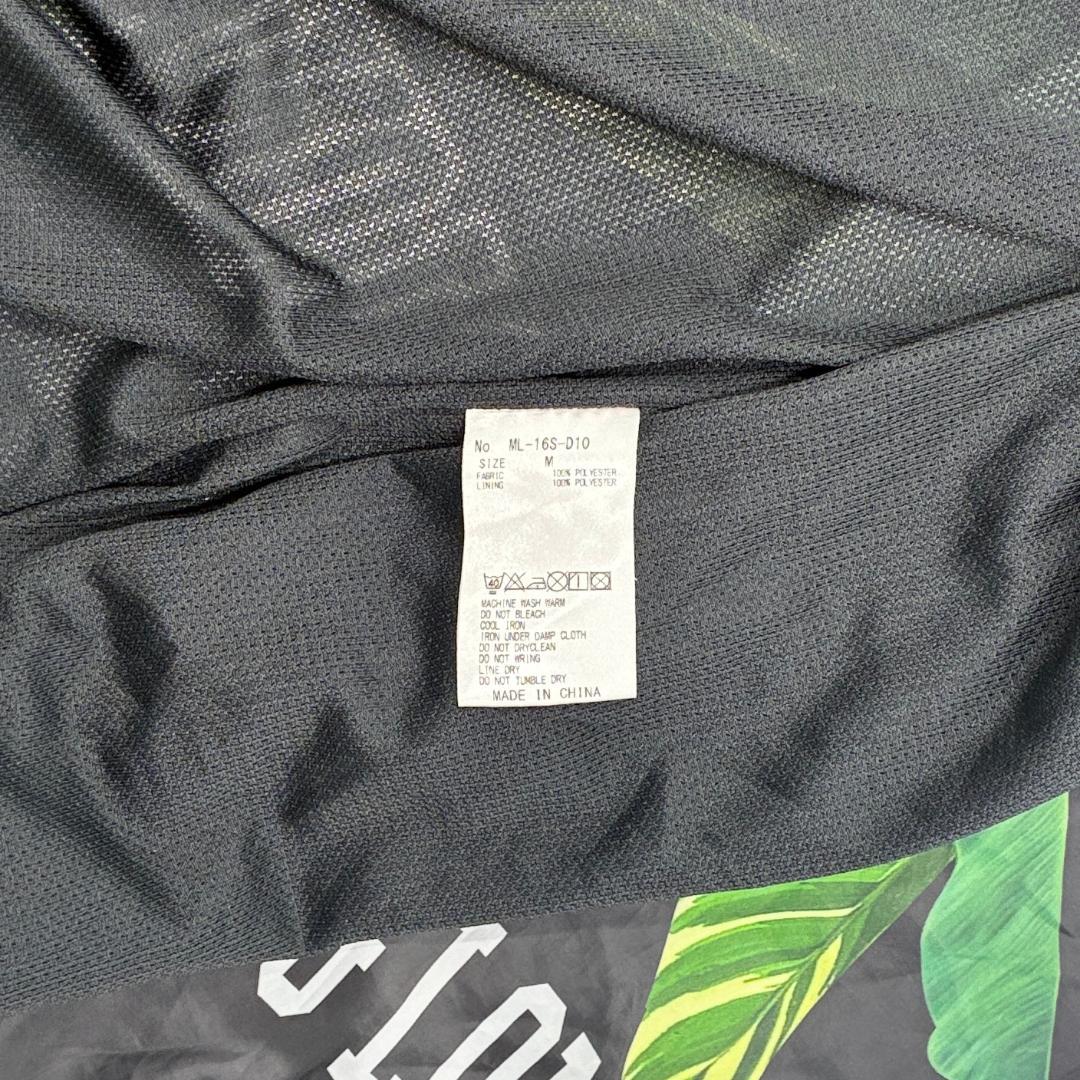 No ML-16S-D10
SIZE M
FABRIC 100% POLYESTER
LINING 100% POLYESTER
40
MACHINE WASH WARM
DO NOT BLEACH
COOL IRON
IRON UNDER DAMP CLOTH
DO NOT DRYCLEAN
DO NOT WRING
LINE DRY
DO NOT TUMBLE DRY
MADE IN CHINA